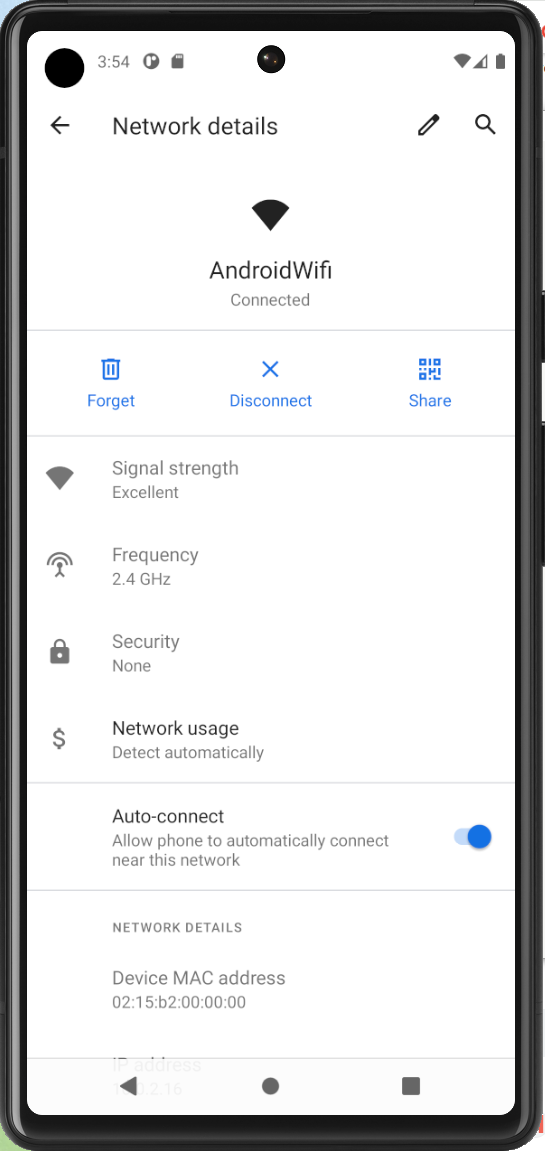 3:54
Network details
AndroidWifi
Connected
Forget
Disconnect
Share
Signal strength
Excellent
Frequency
2.4 GHz
Security
None
$
Network usage
Detect automatically
Auto-connect
Allow phone to automatically connect
near this network
NETWORK DETAILS
Device MAC address
02:15:b2:00:00:00
IP address